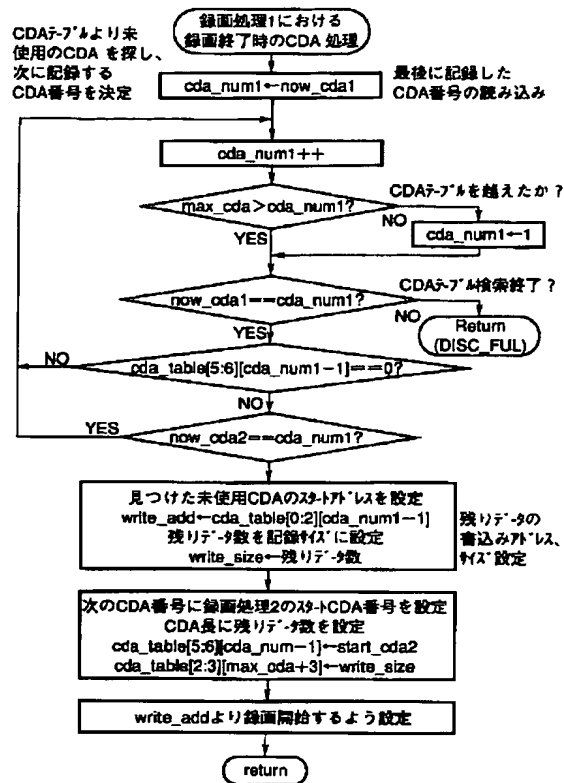 録画処理1における
録画終了時のCDA 処理
CDAテーブルより未
使用のCDA を探し、
次に記録する
CDA番号を決定
cda_num1←now_cda1
最後に記録した
CDA番号の読み込み
cda_num1++
CDAテーブルを越えたか?
max_cda>cda_num1?
NO
YES
cda_num1←1
CDAテーブル検索終了?
now_cda1==cda_num1?
NO
YES
Return
(DISC_FUL)
NO
cda_table[5:6][cda_num1−1]==0?
NO
YES
now_cda2==cda_num1?
見つけた未使用CDAのスタートアドレスを設定
write_add←cda_table[0:2][cda_num1−1]
残りデータ数を記録サイズに設定
write_size←残りデータ数
残りデータの
書込みアドレス、
サイズ設定
次のCDA番号に録画処理2のスタートCDA番号を設定
CDA長に残りデータ数を設定
cda_table[5:6][cda_num−1]←start_cda2
cda_table[2:3][max_cda+3]←write_size
write_addより録画開始するよう設定
return